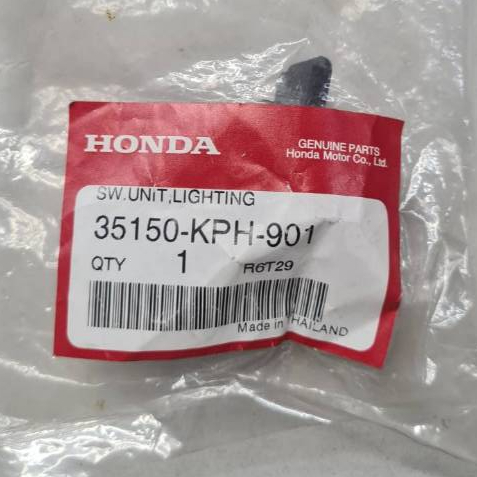 HONDA
GENUINE PARTS
Honda Motor Co., Ltd.
SW.UNIT,LIGHTING
35150-KPH-901
QTY 1 R6T29
Made in THAILAND